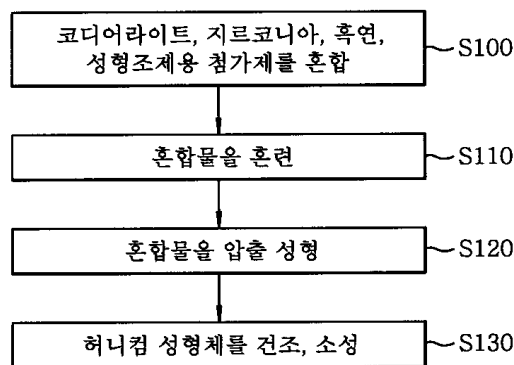 코디어라이트, 지르코니아, 흑연,
성형조제용 첨가제를 혼합
S100
혼합물을 혼련
S110
혼합물을 압출 성형
S120
허니컴 성형체를 건조, 소성
S130